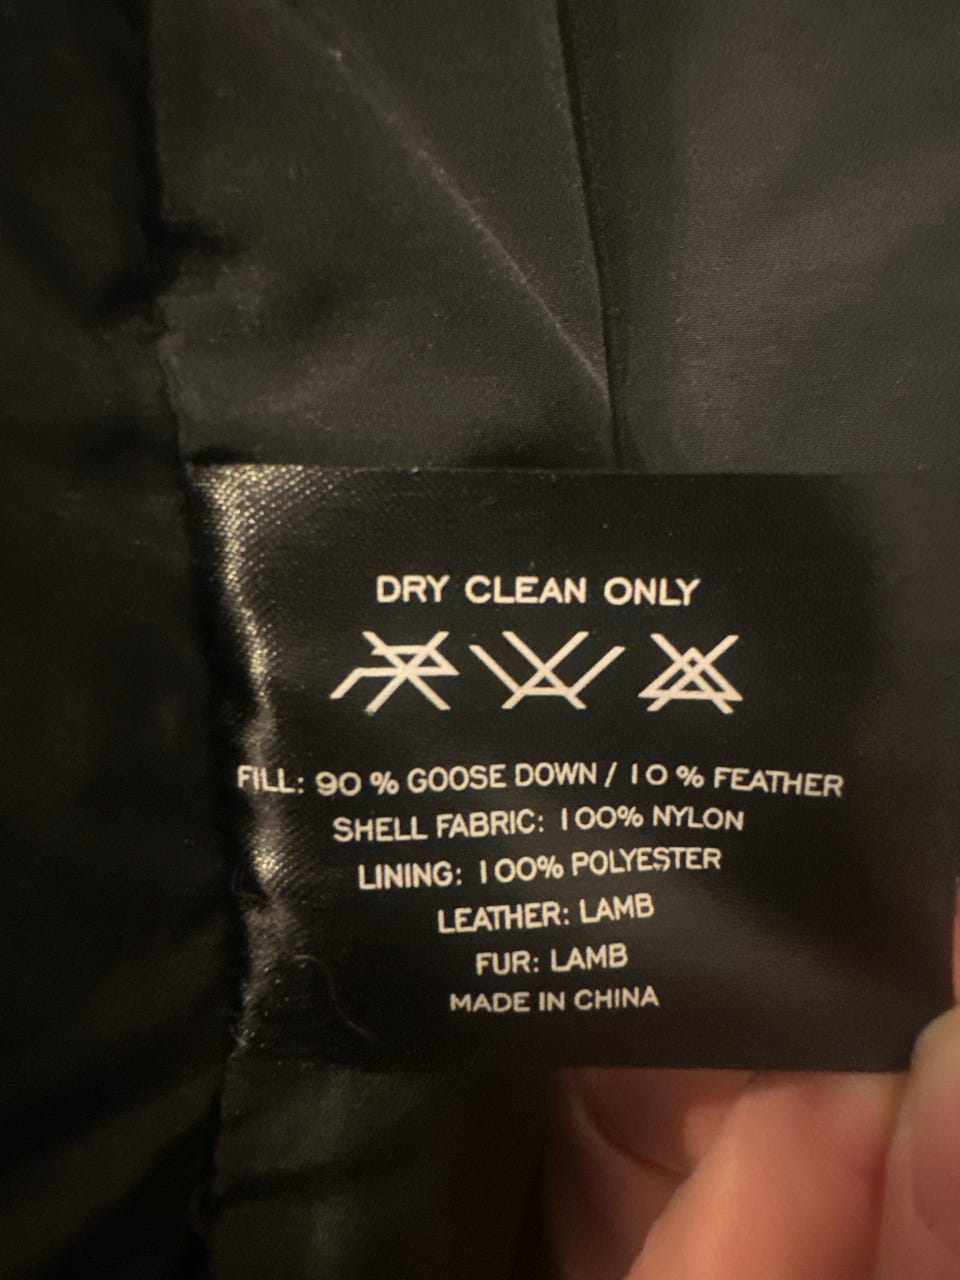 DRY CLEAN ONLY
FILL: 90 % GOOSE DOWN / 10 % FEATHER
SHELL FABRIC: 100% NYLON
LINING: 100% POLYESTER
LEATHER: LAMB
FUR: LAMB
MADE IN CHINA